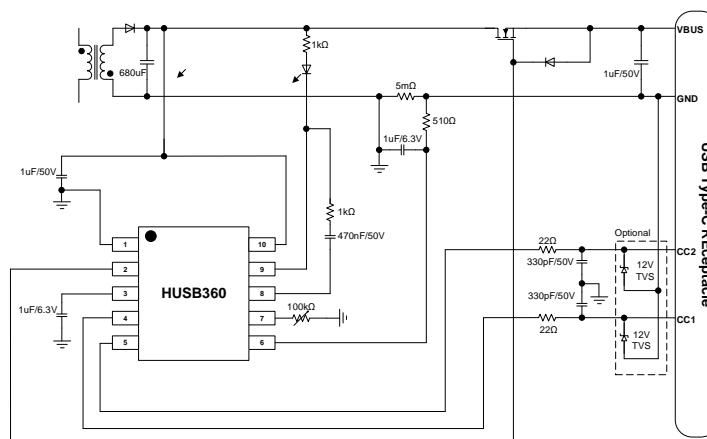 VBUS
1kΩ
680uF
1uF/50V
5mΩ
GND
510Ω
1uF/6.3V
1uF/50V
1kΩ
470nF/50V
Optional
22Ω
330pF/50V
12V
TVS
CC2
330pF/50V
22Ω
12V
TVS
CC1
USB Type-C REceptacle
HUSB360
1
2
3
4
5
10
9
8
7
6
1uF/6.3V
100kΩ